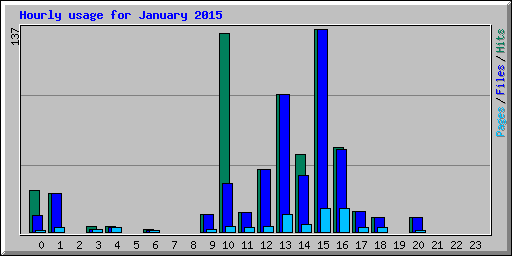 Hourly usage for January 2015
137
Pages/Files/Hits
0 1 2 3 4 5 6 7 8 9 10 11 12 13 14 15 16 17 18 19 20 21 22 23